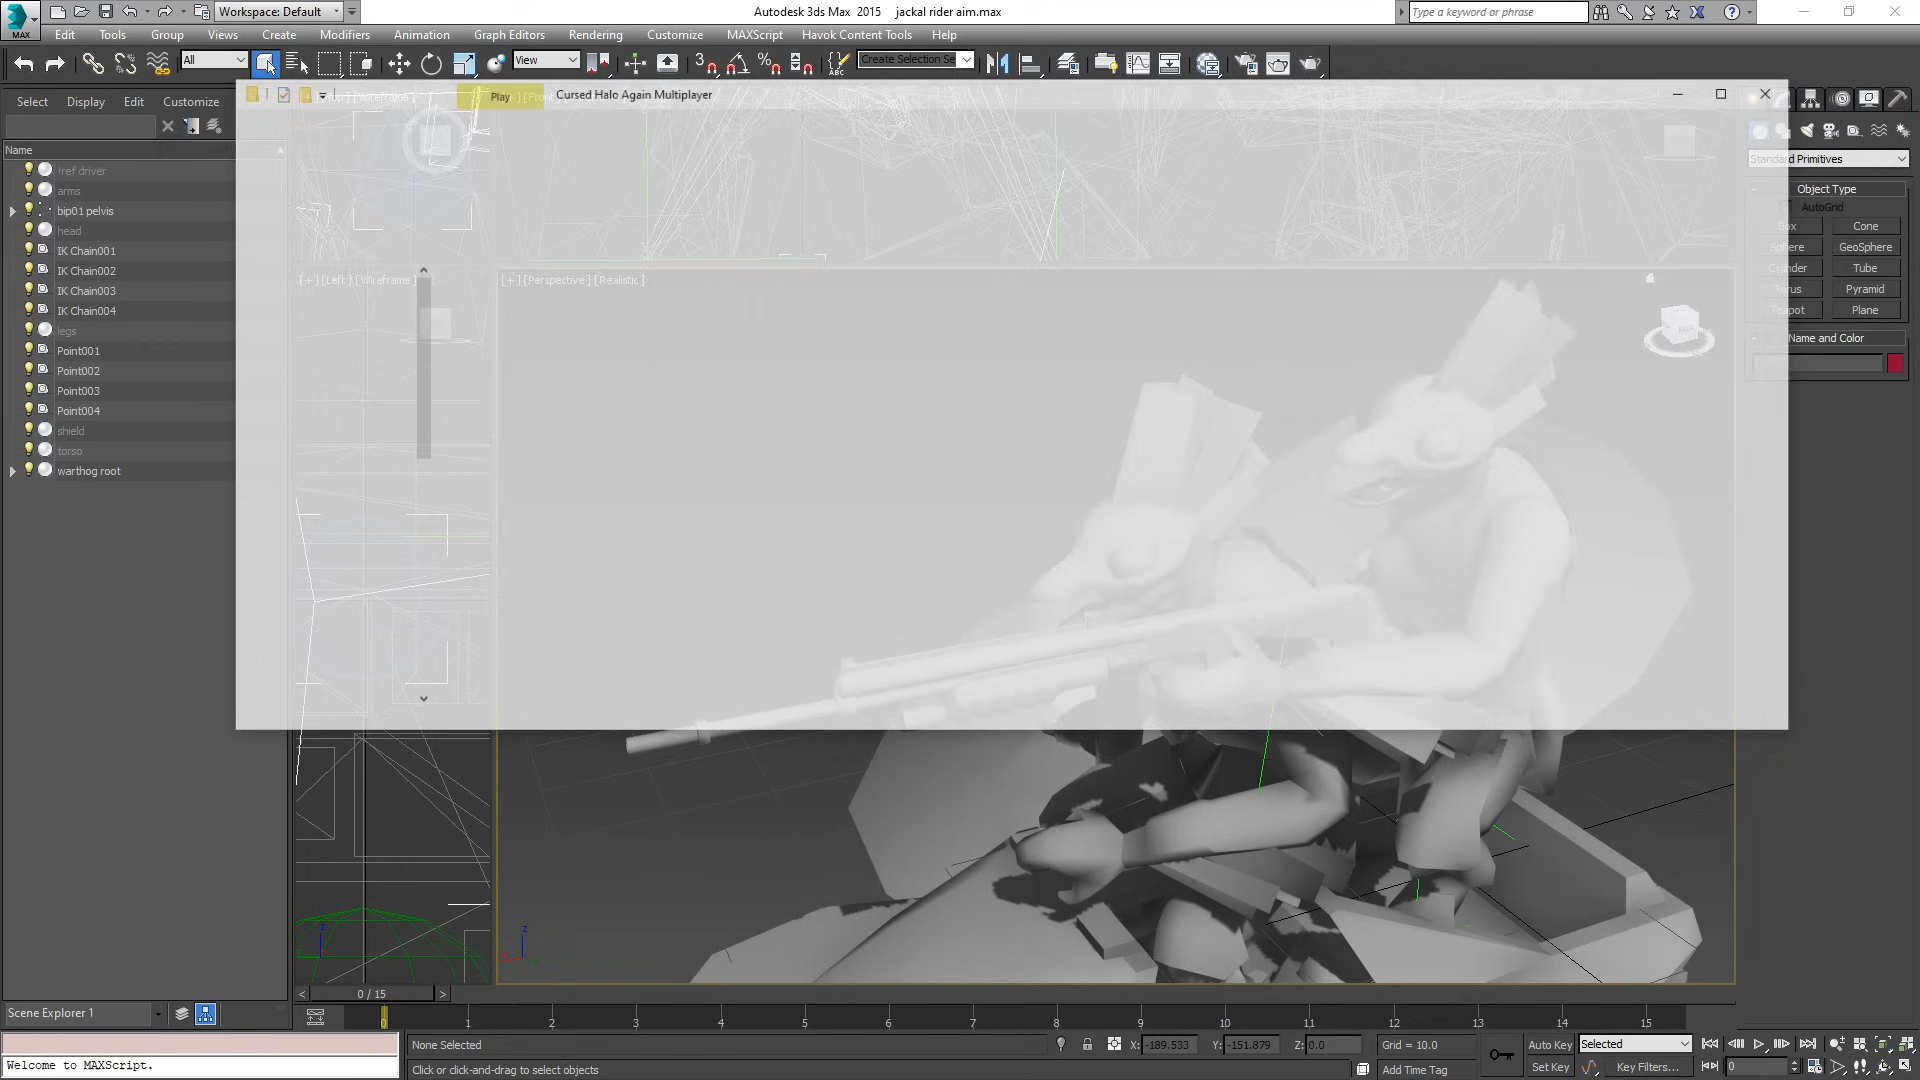 Workspace: Default
Autodesk 3ds Max 2015 jackal rider aim.max
Type a keyword or phrase
MAX
Edit Tools Group Views Create Modifiers Animation Graph Editors Rendering Customize MAXScript Havok Content Tools Help
All
View
Create Selection Se
Select Display Edit Customize
Play
Cursed Halo Again Multiplayer
Name
!ref driver
arms
bip01 pelvis
head
IK Chain001
IK Chain002
IK Chain003
IK Chain004
legs
Point001
Point002
Point003
Point004
shield
torso
warthog root
[+][Left][Wireframe]
[+][Perspective][Realistic]
Standard Primitives
Object Type
AutoGrid
Box Cone
Sphere GeoSphere
Cylinder Tube
Torus Pyramid
Teapot Plane
Name and Color
BACK
0 / 15
Scene Explorer 1
0 1 2 3 4 5 6 7 8 9 10 11 12 13 14 15
None Selected
X: -189.533 Y: -151.879 Z: 0.0
Grid = 10.0
Auto Key Selected
Welcome to MAXScript.
Click or click-and-drag to select objects
Add Time Tag
Set Key Key Filters...
0